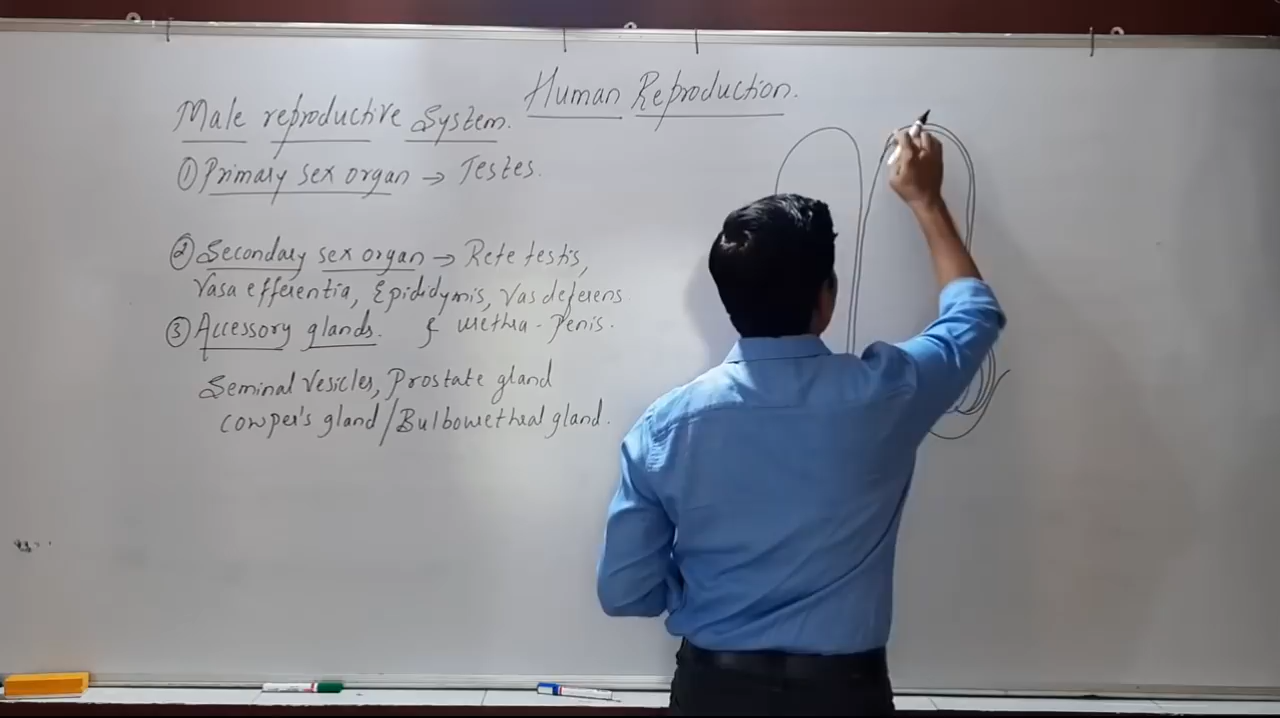 Human Reproduction.
Male reproductive System.
① Primary sex organ → Testes.
② Secondary sex organ → Rete testis,
Vasa efferentia, Epididymis, Vas deferens
& urethra - Penis.
③ Accessory glands.
Seminal Vesicles, Prostate gland
Cowper's gland/Bulbourethral gland.